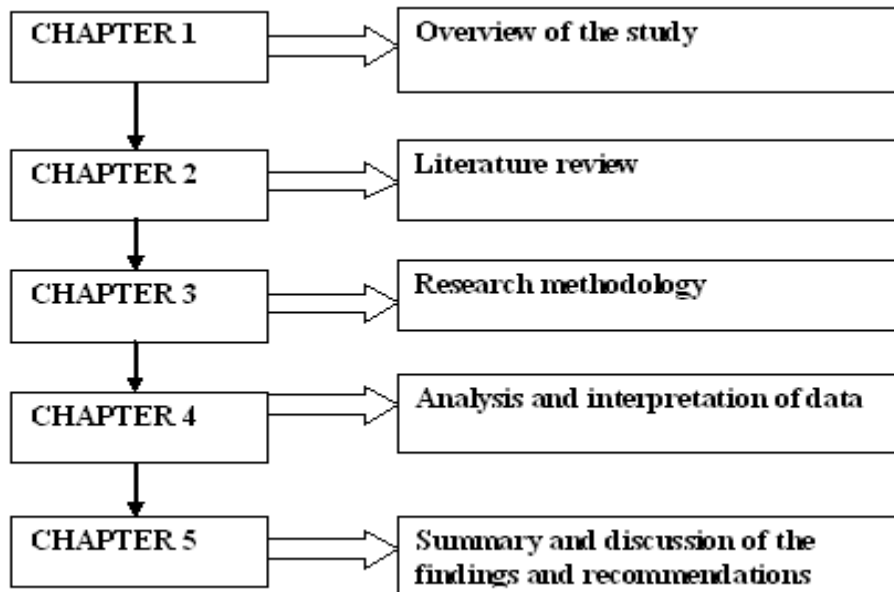 CHAPTER 1
Overview of the study
CHAPTER 2
Literature review
CHAPTER 3
Research methodology
CHAPTER 4
Analysis and interpretation of data
CHAPTER 5
Summary and discussion of the
findings and recommendations